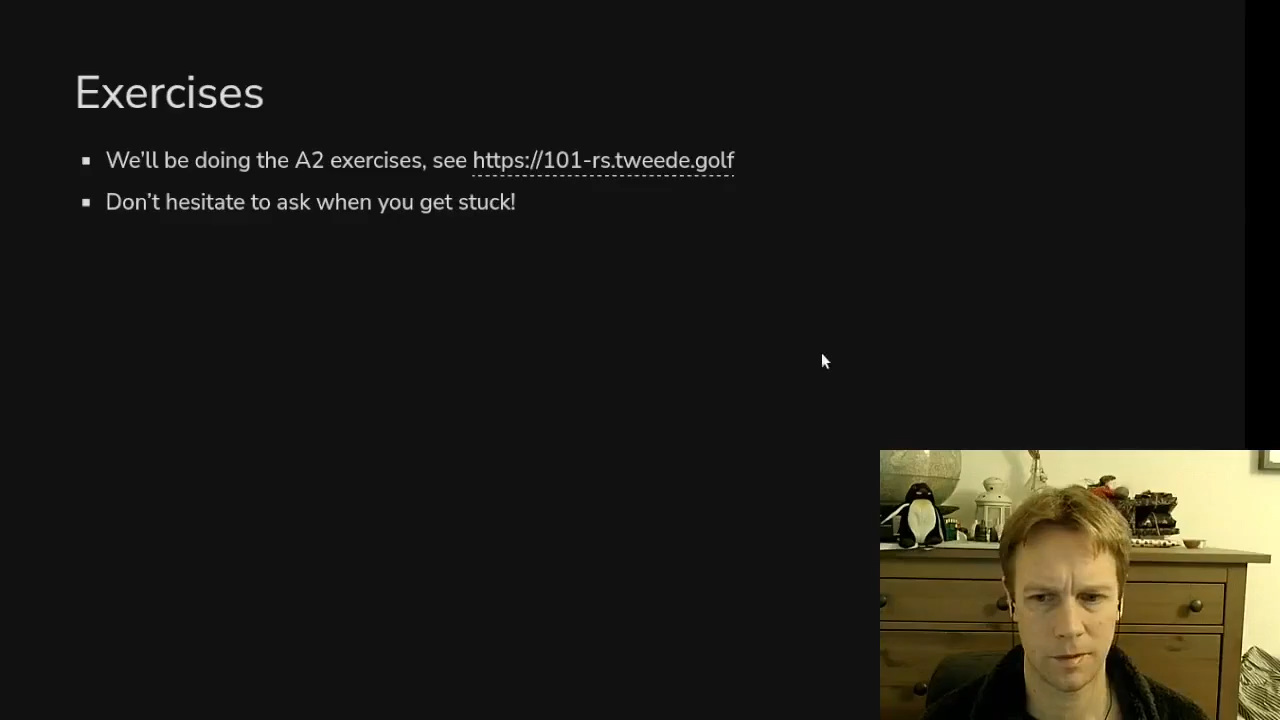 Exercises
We'll be doing the A2 exercises, see https://101-rs.tweede.golf
Don't hesitate to ask when you get stuck!